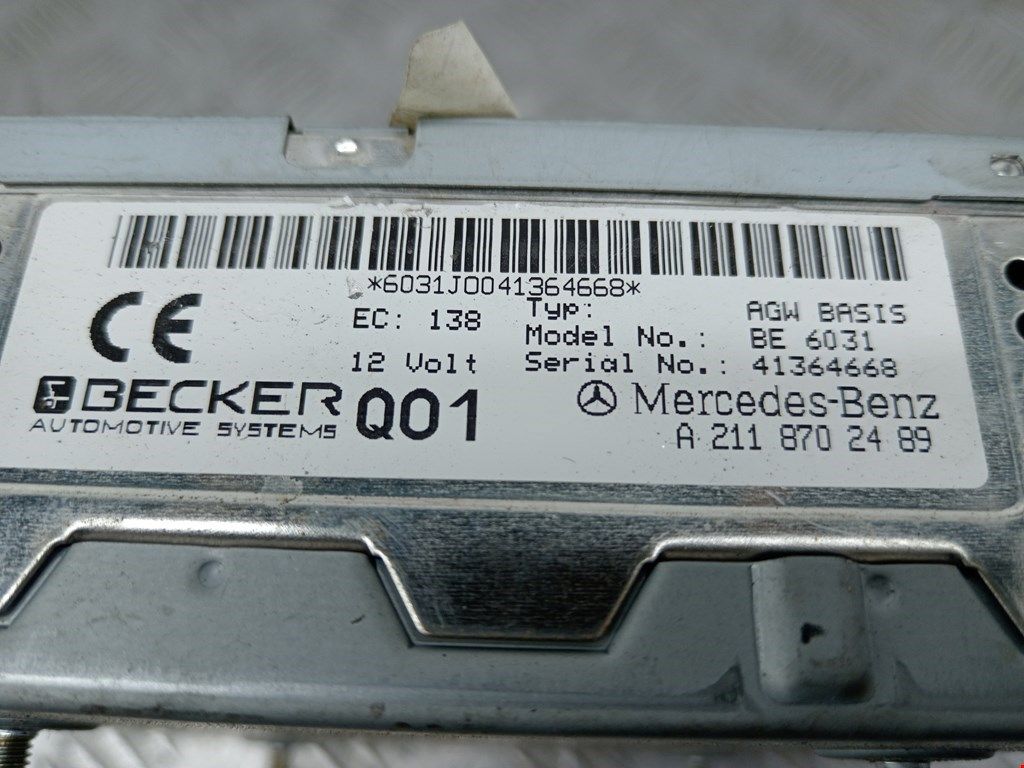 *6031J0041364668*
CE
EC: 138
Typ: AGW BASIS
Model No.: BE 6031
12 Volt
Serial No.: 41364668
BECKER
AUTOMOTIVE SYSTEMS
Q01
Mercedes-Benz
A 211 870 24 89